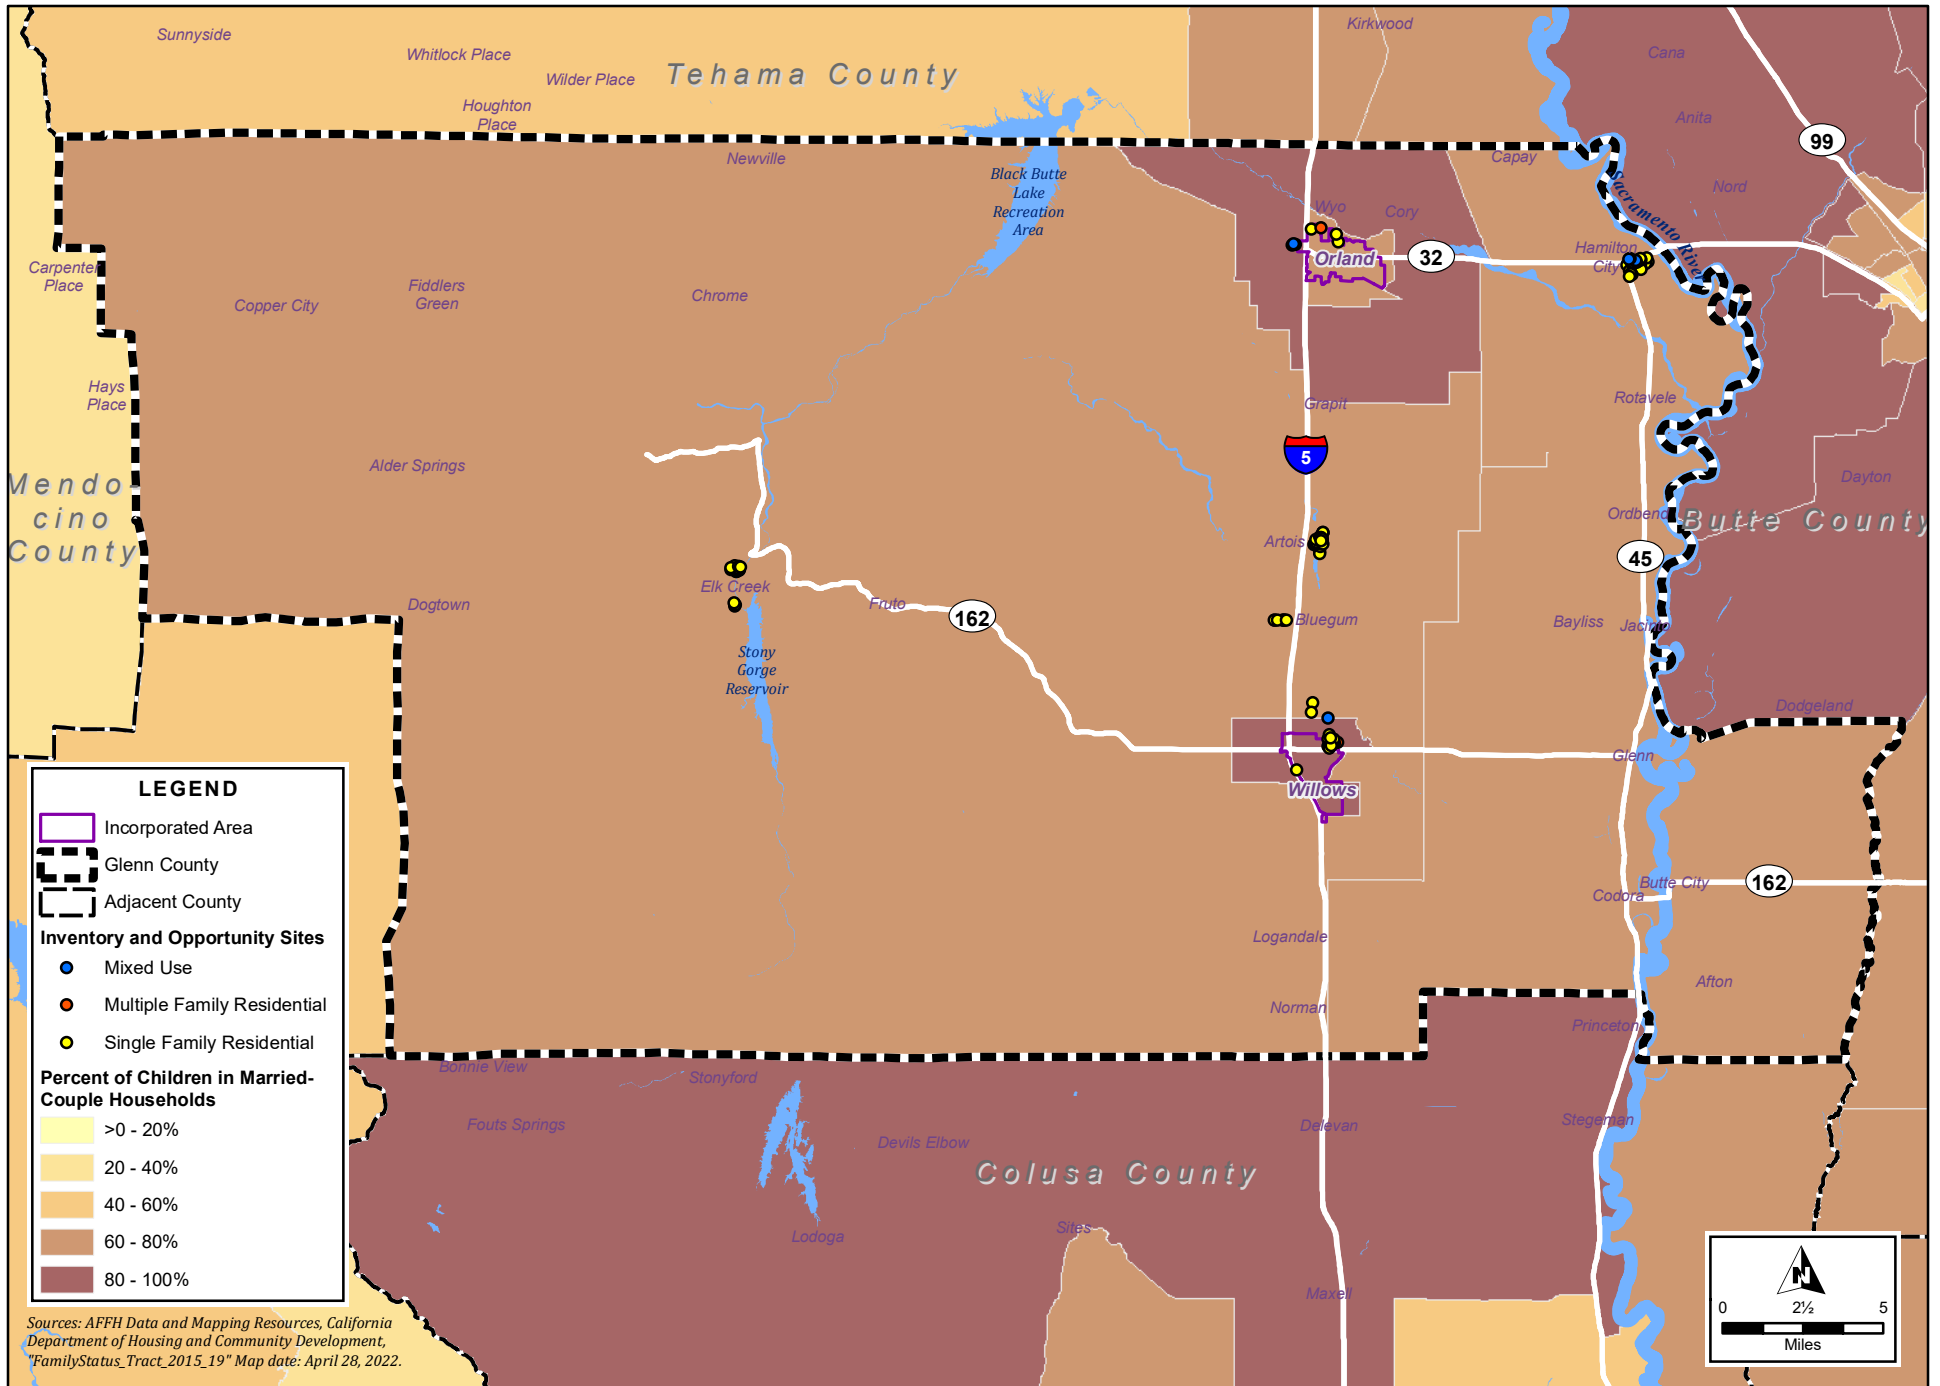 Sunnyside
Whitlock Place
Wilder Place
Houghton
Place
Tehama County
Kirkwood
Cana
Anita
99
Nord
Newville
Capay
Black Butte
Lake
Recreation
Area
Sacramento River
Wyo
Cory
Orland
32
Hamilton
City
Carpenter
Place
Copper City
Fiddlers
Green
Chrome
Hays
Place
Grapit
Rotavele
5
Alder Springs
Dayton
Mendo-
cino
County
Ordbend
Butte County
Artois
45
Elk Creek
Dogtown
Fruto
162
Bluegum
Bayliss
Jacinto
Stony
Gorge
Reservoir
Dodgeland
Glenn
Willows
Butte City
162
Codora
Logandale
Afton
Norman
Princeton
Bonnie View
Stonyford
Fouts Springs
Devils Elbow
Delevan
Stegeman
Colusa County
Lodoga
Sites
Maxell
LEGEND
Incorporated Area
Glenn County
Adjacent County
Inventory and Opportunity Sites
Mixed Use
Multiple Family Residential
Single Family Residential
Percent of Children in Married-
Couple Households
>0 - 20%
20 - 40%
40 - 60%
60 - 80%
80 - 100%
Sources: AFFH Data and Mapping Resources, California
Department of Housing and Community Development,
"FamilyStatus_Tract_2015_19" Map date: April 28, 2022.
N
0 2½ 5
Miles